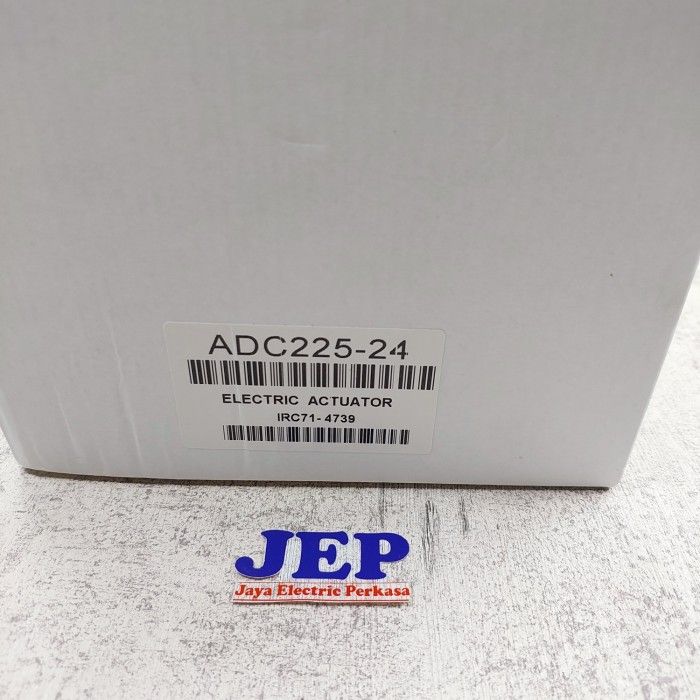 ADC225-24
ELECTRIC ACTUATOR
IRC71-4739
JEP
Jaya Electric Perkasa